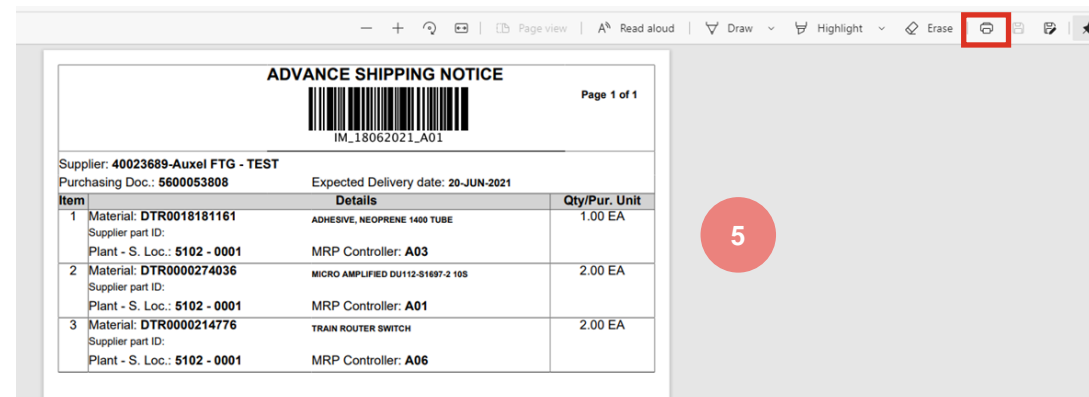 Page view
Read aloud
Draw
Highlight
Erase
ADVANCE SHIPPING NOTICE
Page 1 of 1
IM_18062021_A01
Supplier: 40023689-Auxel FTG - TEST
Purchasing Doc.: 5600053808 Expected Delivery date: 20-JUN-2021
Item Details Qty/Pur. Unit
1 Material: DTR0018181161 ADHESIVE, NEOPRENE 1400 TUBE 1.00 EA
Supplier part ID:
Plant - S. Loc.: 5102 - 0001 MRP Controller: A03
5
2 Material: DTR0000274036 MICRO AMPLIFIED DU112-S1697-2 10S 2.00 EA
Supplier part ID:
Plant - S. Loc.: 5102 - 0001 MRP Controller: A01
3 Material: DTR0000214776 TRAIN ROUTER SWITCH 2.00 EA
Supplier part ID:
Plant - S. Loc.: 5102 - 0001 MRP Controller: A06